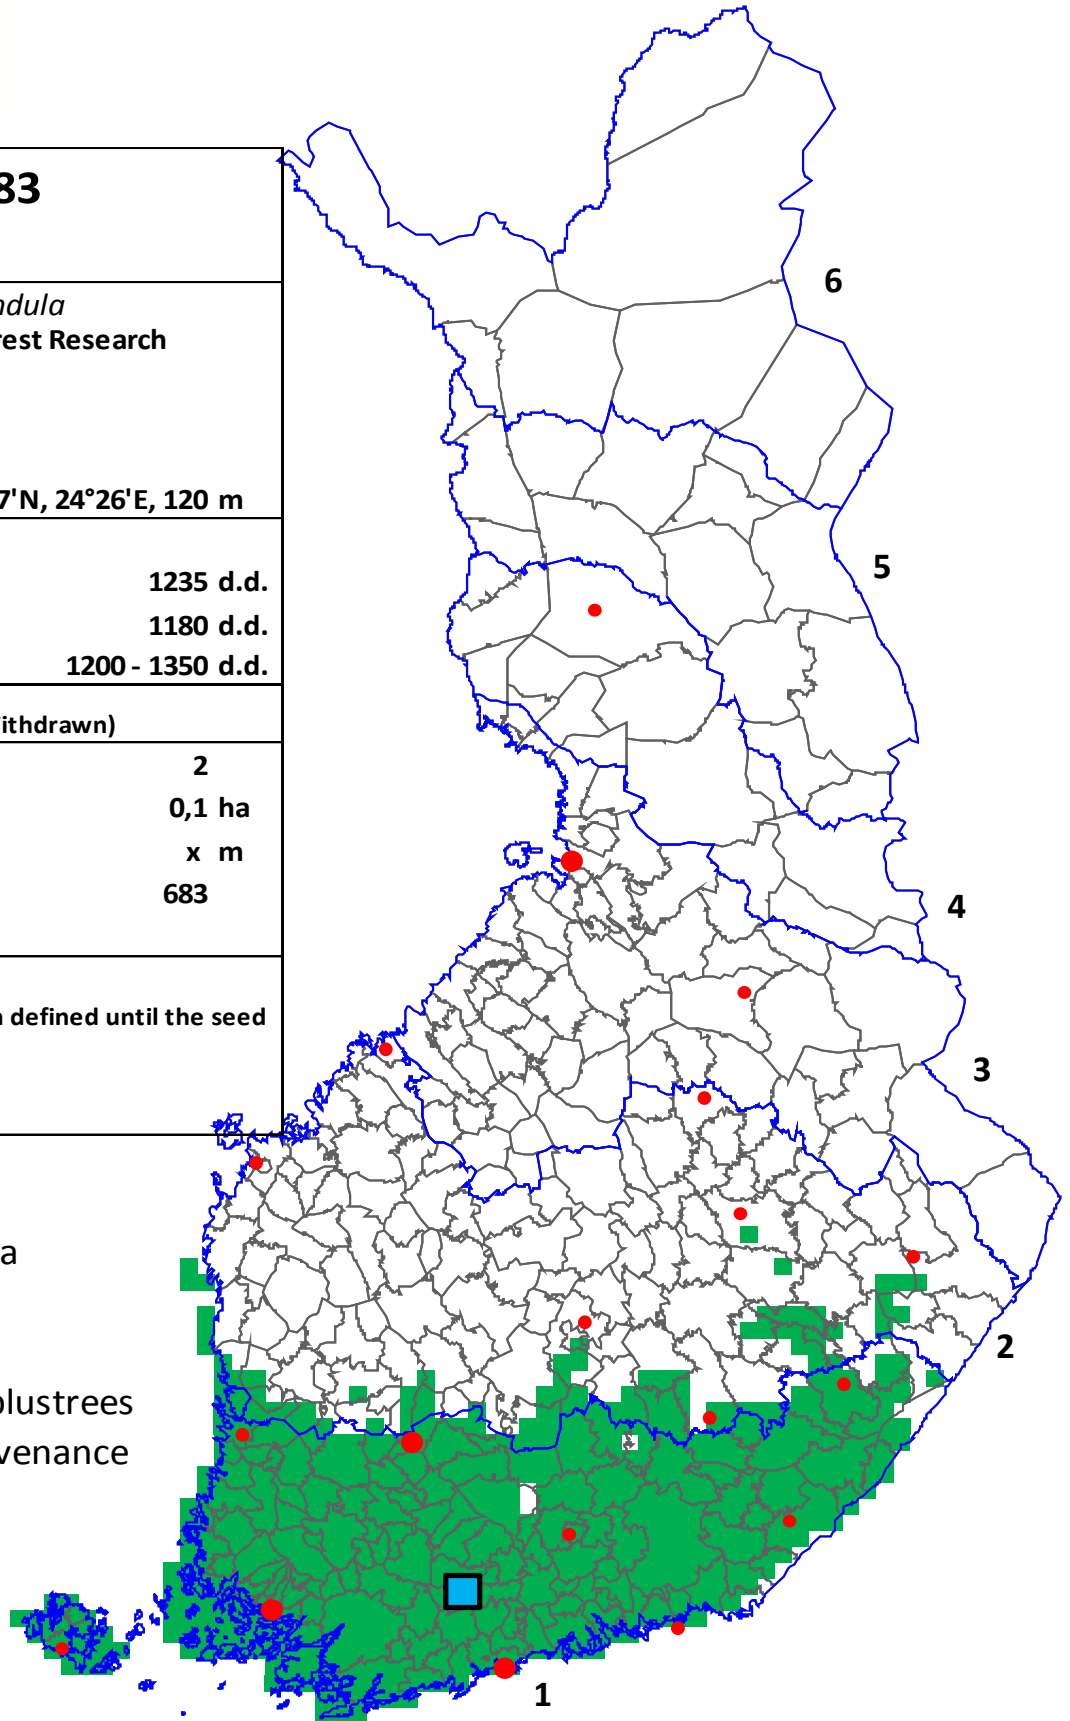 83
ndula
rest Research
7'N, 24°26'E, 120 m
1235 d.d.
1180 d.d.
1200 - 1350 d.d.
ithdrawn)
2
0,1 ha
x m
683
n defined until the seed
a
plustrees
venance
6
5
4
3
2
1